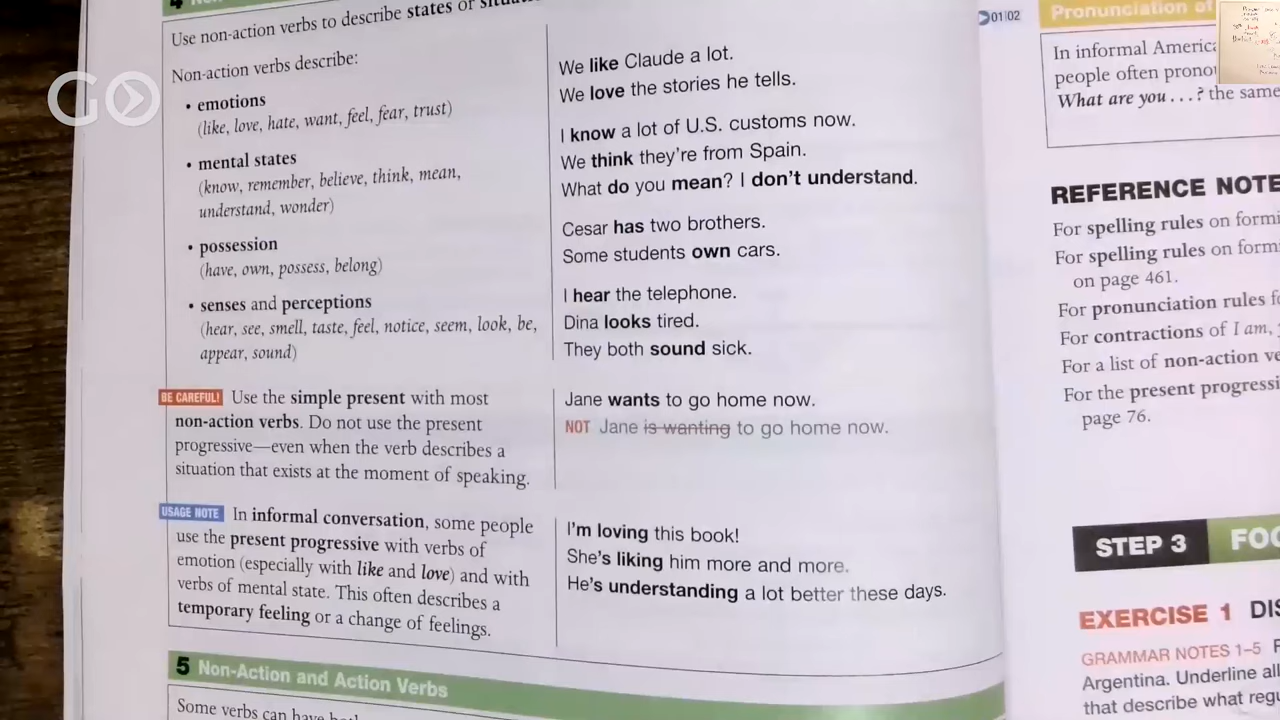 GO
4
Use non-action verbs to describe states or
Non-action verbs describe:
• emotions
(like, love, hate, want, feel, fear, trust)
• mental states
(know, remember, believe, think, mean,
understand, wonder)
• possession
(have, own, possess, belong)
• senses and perceptions
(hear, see, smell, taste, feel, notice, seem, look, be,
appear, sound)
We like Claude a lot.
We love the stories he tells.
I know a lot of U.S. customs now.
We think they're from Spain.
What do you mean? I don't understand.
Cesar has two brothers.
Some students own cars.
I hear the telephone.
Dina looks tired.
They both sound sick.
BE CAREFUL! Use the simple present with most
non-action verbs. Do not use the present
progressive—even when the verb describes a
situation that exists at the moment of speaking.
Jane wants to go home now.
NOT Jane is wanting to go home now.
USAGE NOTE In informal conversation, some people
use the present progressive with verbs of
emotion (especially with like and love) and with
verbs of mental state. This often describes a
temporary feeling or a change of feelings.
I'm loving this book!
She's liking him more and more.
He's understanding a lot better these days.
5 Non-Action and Action Verbs
Some verbs can have
01|02
Pronunciation of
In informal
people often
What are you . . . ? the same
REFERENCE
For spelling rules on
For spelling rules on
on page 461.
For pronunciation rules
For contractions of I am,
For a list of non-action
For the present
page 76.
STEP 3
EXERCISE 1
GRAMMAR NOTES 1–5
Argentina. Underline all
that describe what